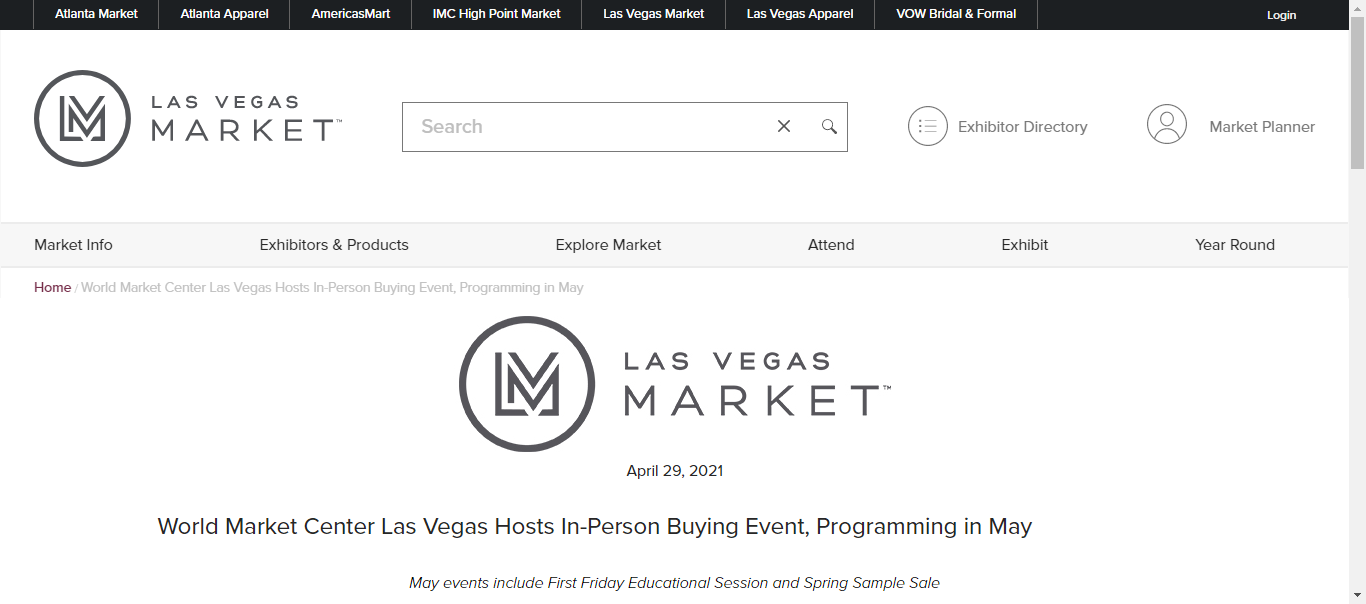 Atlanta Market Atlanta Apparel AmericasMart IMC High Point Market Las Vegas Market Las Vegas Apparel VOW Bridal & Formal Login
LAS VEGAS
MARKET™
Search
Exhibitor Directory
Market Planner
Market Info Exhibitors & Products Explore Market Attend Exhibit Year Round
Home / World Market Center Las Vegas Hosts In-Person Buying Event, Programming in May
LAS VEGAS
MARKET™
April 29, 2021
World Market Center Las Vegas Hosts In-Person Buying Event, Programming in May
May events include First Friday Educational Session and Spring Sample Sale